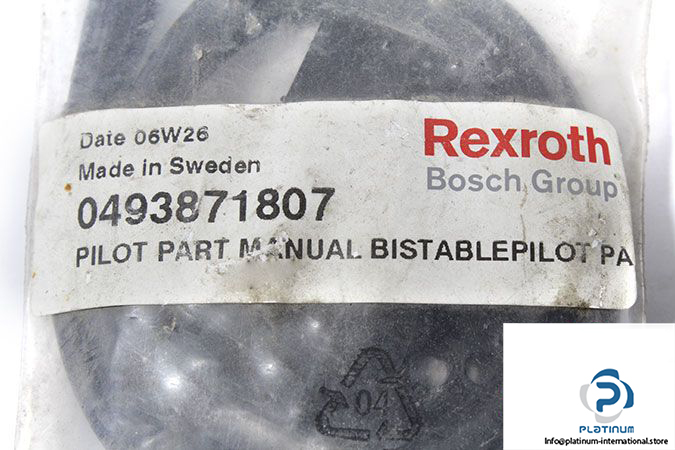 Date 06W26
Made in Sweden
0493871807
PILOT PART MANUAL BISTABLEPILOT PA
Rexroth
Bosch Group
04
PLATINUM
Info@platinum-international.store